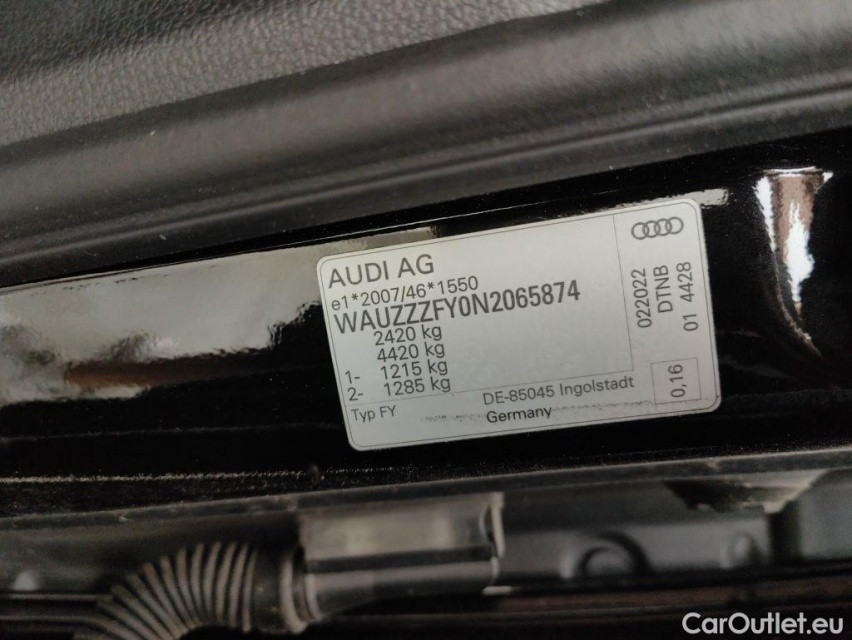 AUDI AG
e1*2007/46*1550
WAUZZZFY0N2065874
2420 kg
4420 kg
1- 1215 kg
2- 1285 kg
Typ FY
DE-85045 Ingolstadt
Germany
022022
DTNB
01 4428
0,16
CarOutlet.eu